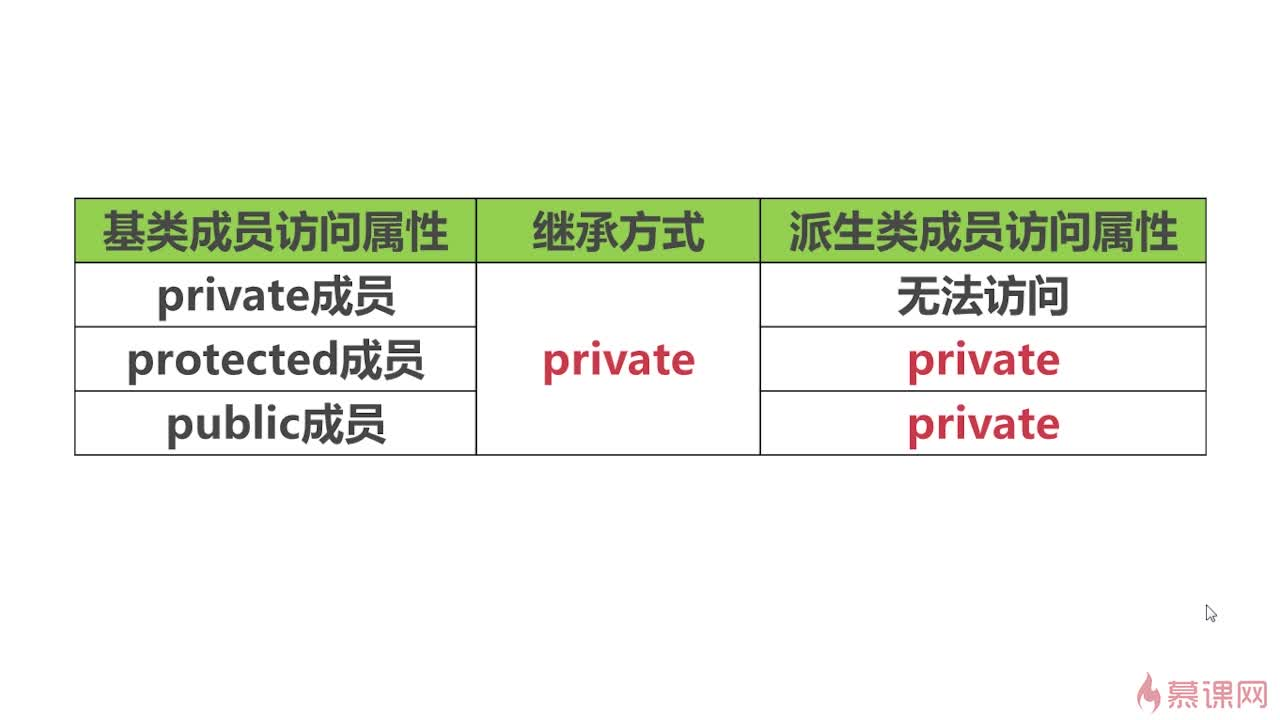 基类成员访问属性 继承方式 派生类成员访问属性
private成员 无法访问
protected成员 private private
public成员 private
慕课网